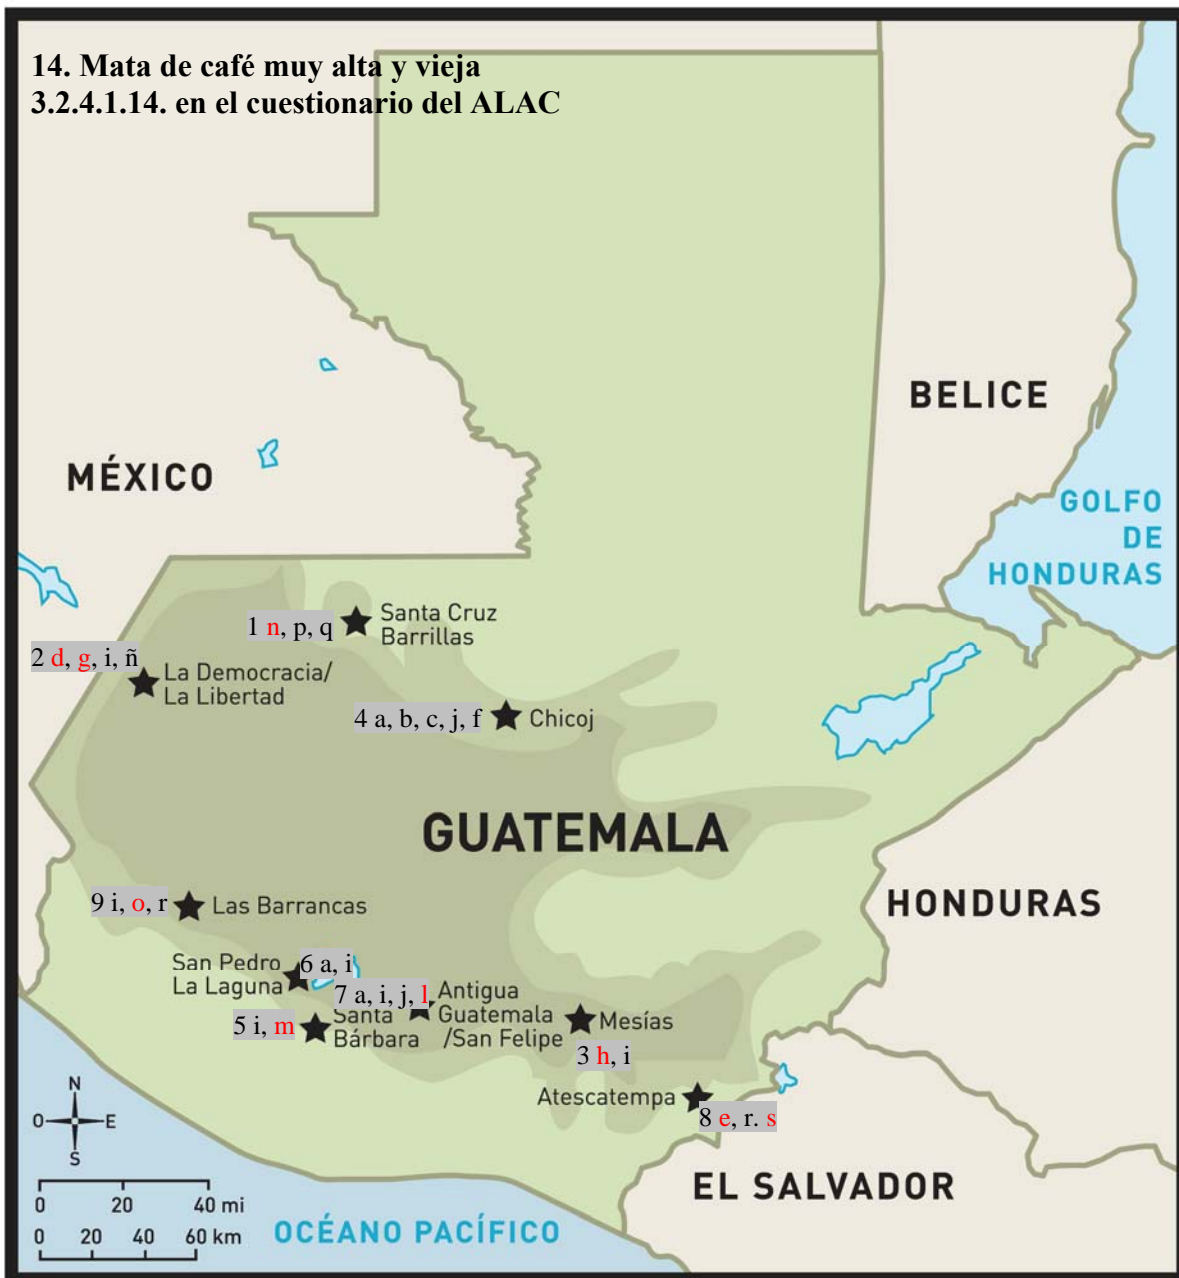 14. Mata de café muy alta y vieja
3.2.4.1.14. en el cuestionario del ALAC
BELICE
MÉXICO
GOLFO
DE
HONDURAS
1 n, p, q
Santa Cruz
Barrillas
2 d, g, i, ñ
La Democracia/
La Libertad
4 a, b, c, j, f
Chicoj
GUATEMALA
HONDURAS
9 i, o, r
Las Barrancas
San Pedro
La Laguna
6 a, i
7 a, i, j, l
Antigua
Guatemala
/San Felipe
5 i, m
Santa
Bárbara
Mesías
3 h, i
Atescatempa
8 e, r. s
N
O
E
S
EL SALVADOR
0 20 40 mi
0 20 40 60 km
OCÉANO PACÍFICO